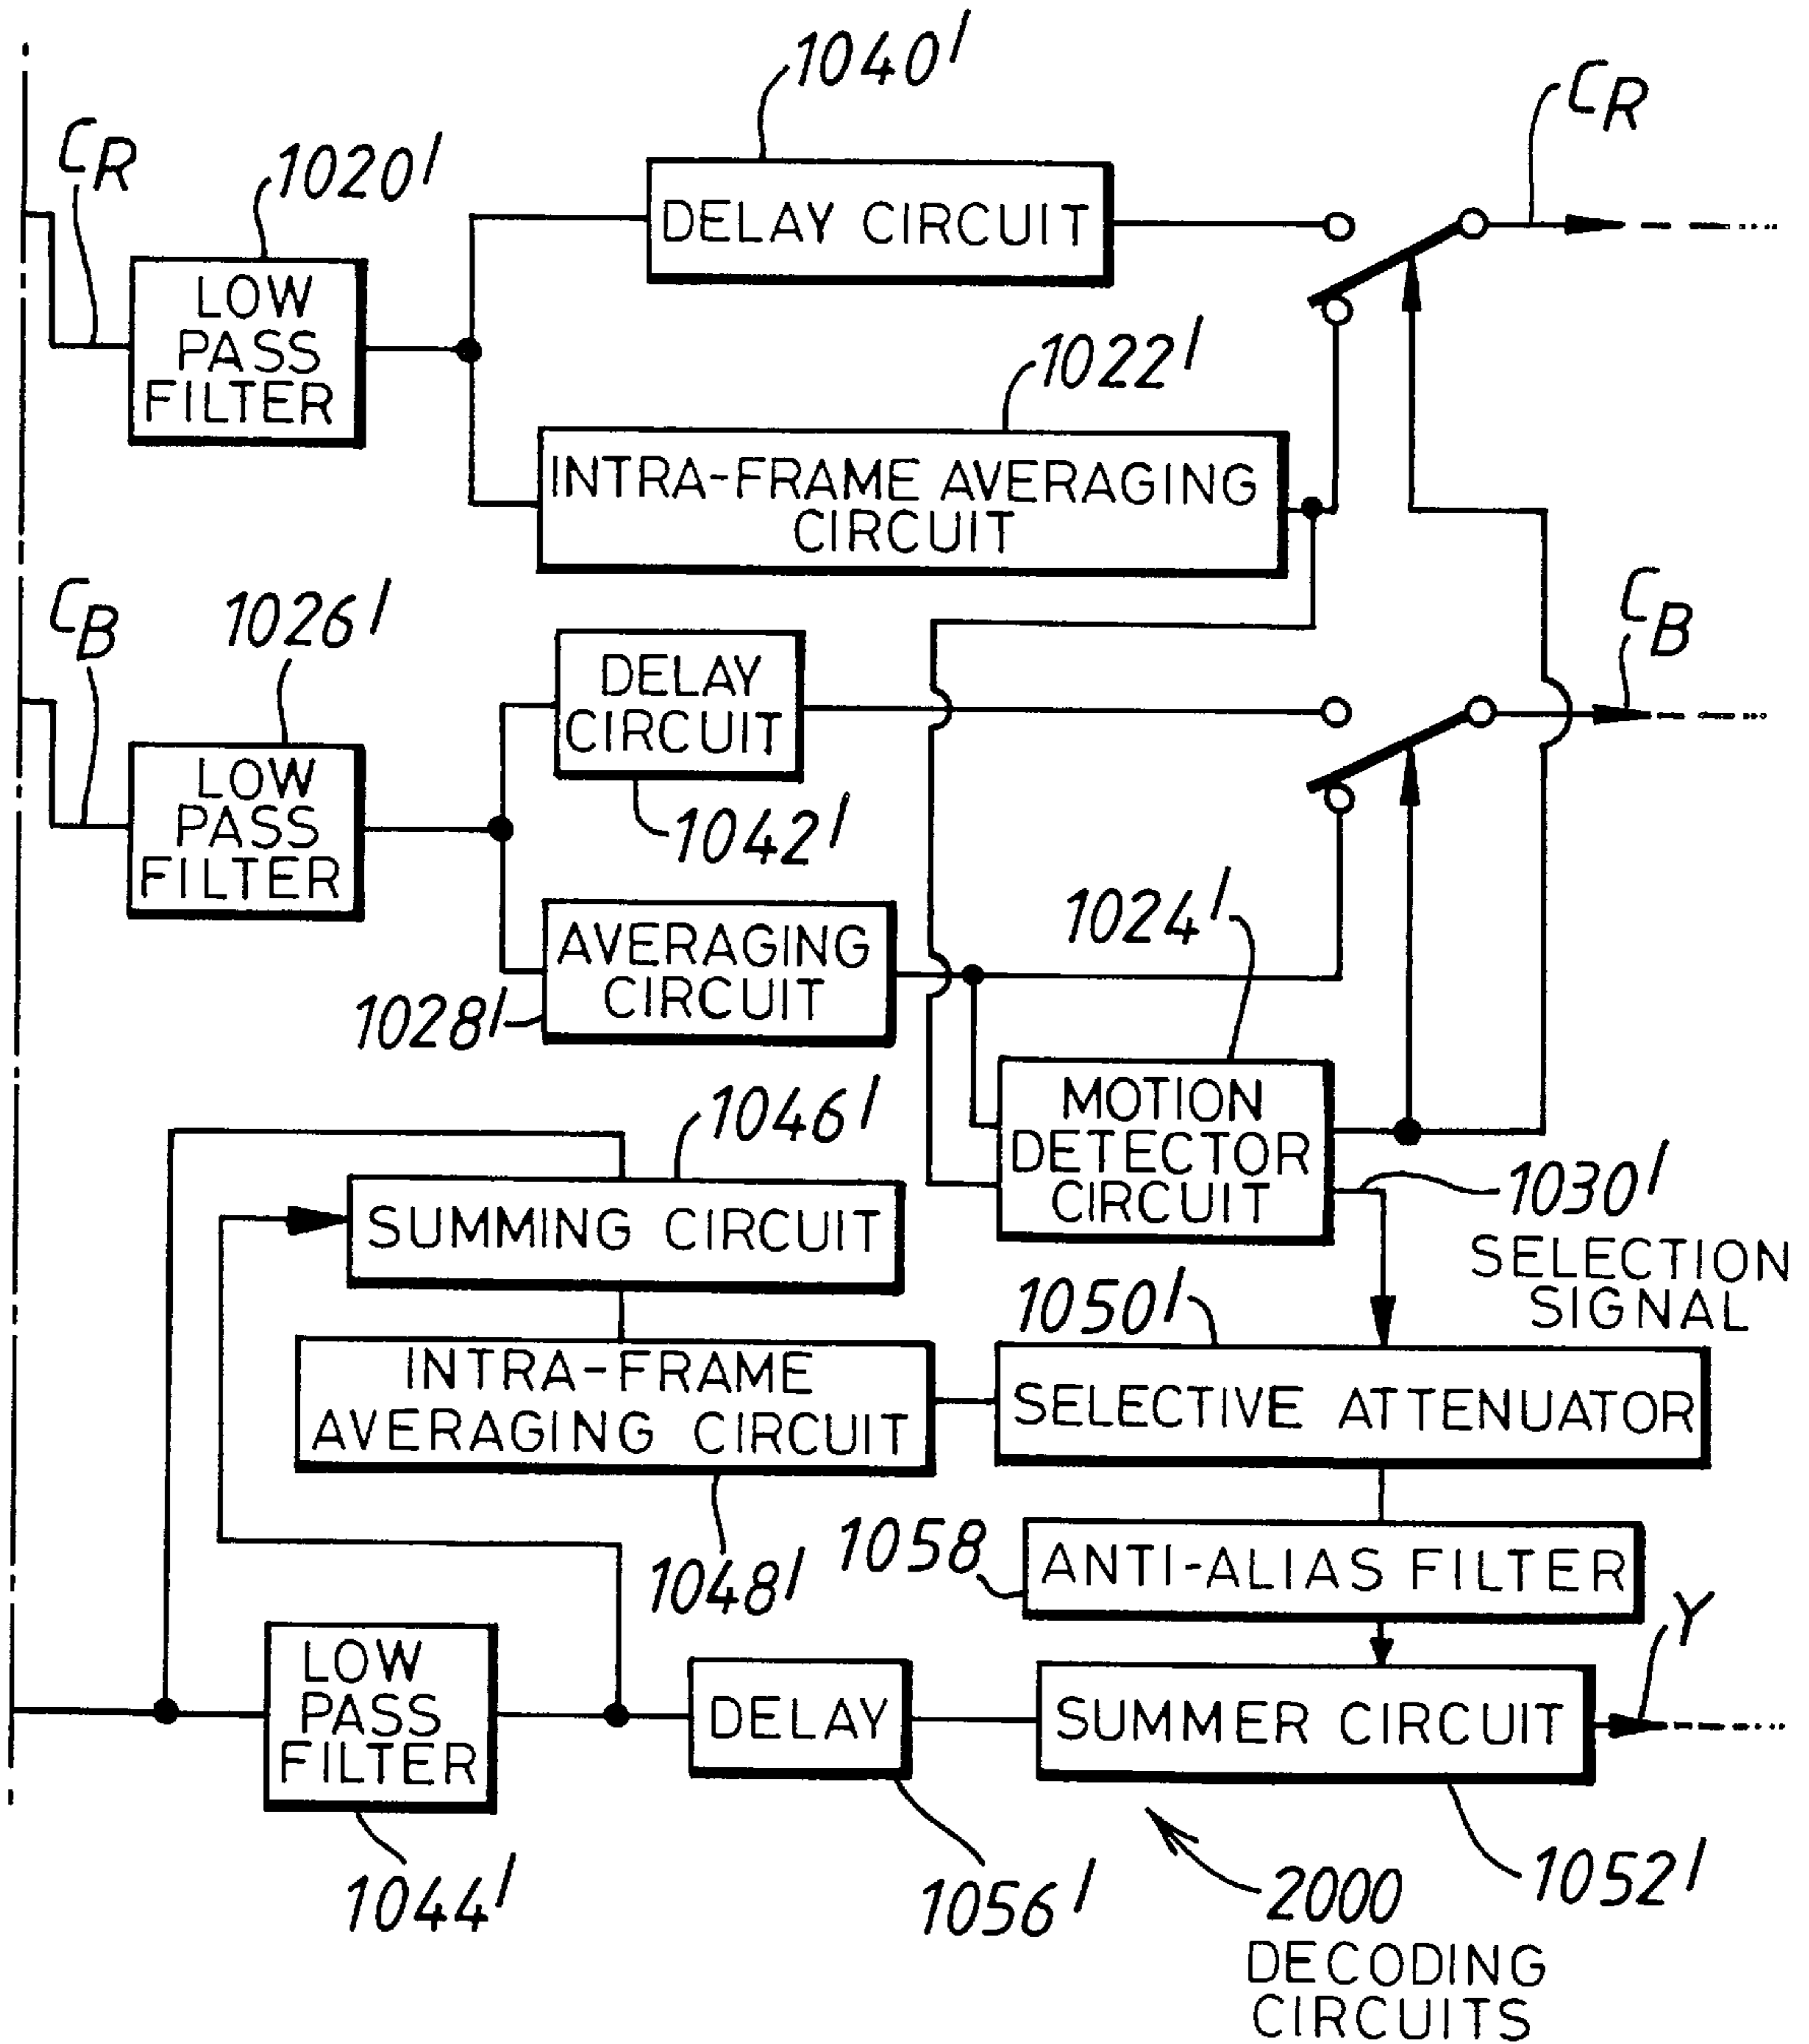 1040'
CR
CR
1020'
DELAY CIRCUIT
LOW
PASS
FILTER
1022'
INTRA-FRAME AVERAGING
CIRCUIT
CB
1026'
CB
DELAY
CIRCUIT
LOW
PASS
FILTER
1042'
1024'
AVERAGING
CIRCUIT
1028'
MOTION
DETECTOR
CIRCUIT
1046'
1030'
SELECTION
SIGNAL
SUMMING CIRCUIT
1050'
INTRA-FRAME
AVERAGING CIRCUIT
SELECTIVE ATTENUATOR
1048'
1058
ANTI-ALIAS FILTER
Y
LOW
PASS
FILTER
DELAY
SUMMER CIRCUIT
1044'
1056'
2000
DECODING
CIRCUITS
1052'